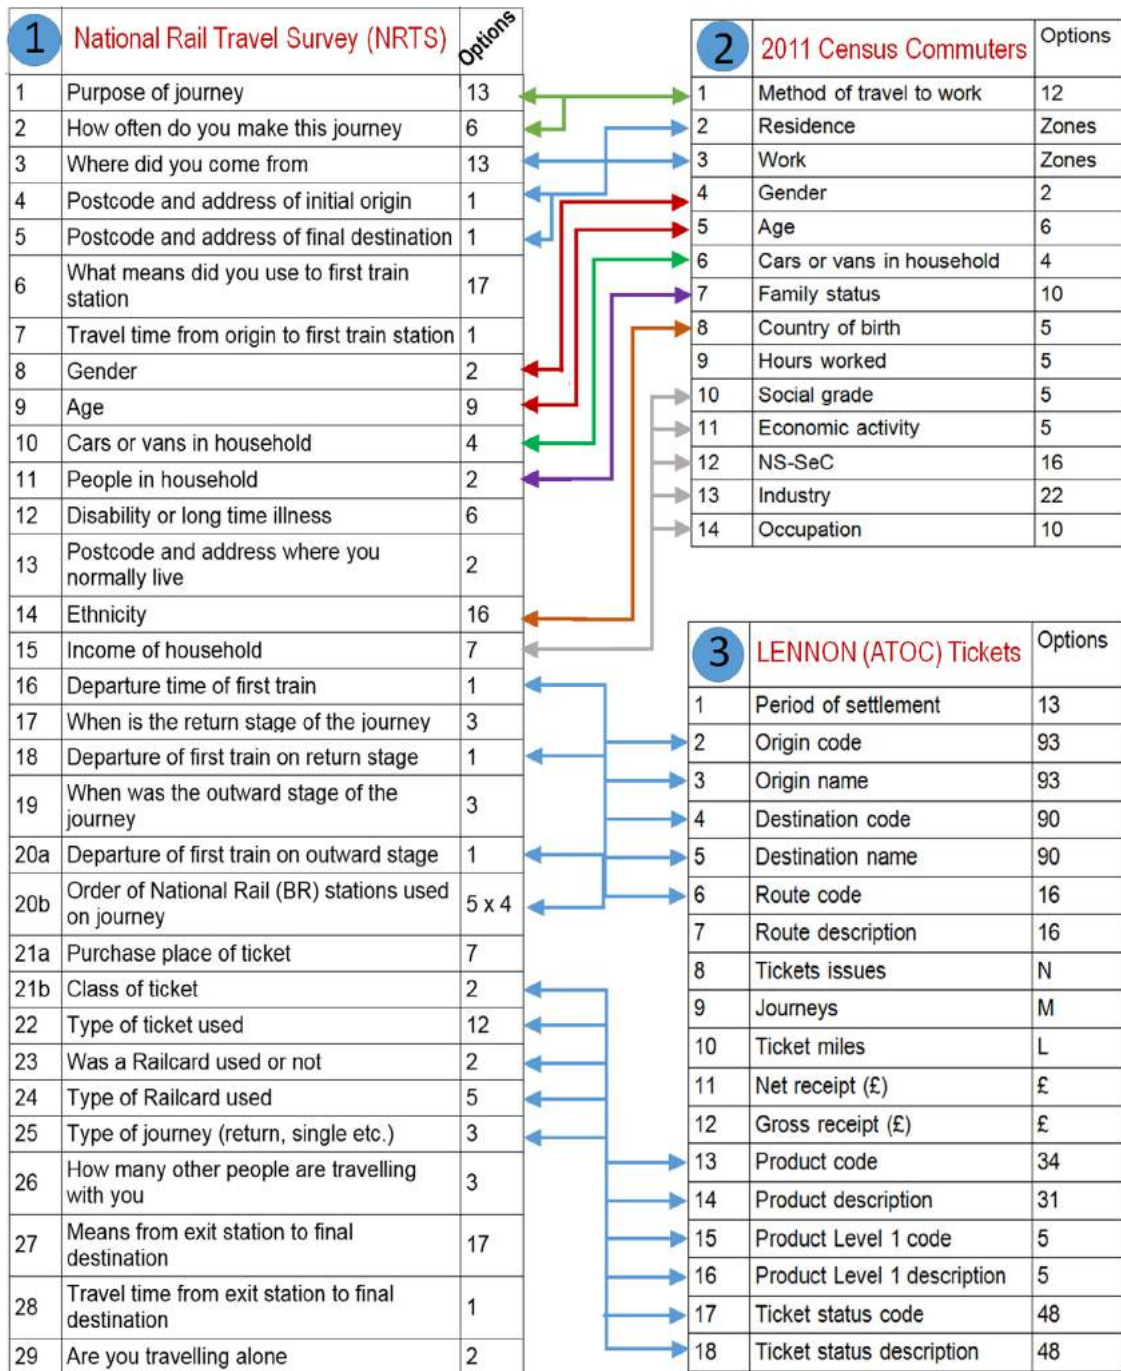 1 National Rail Travel Survey (NRTS) Options
1 Purpose of journey 13
2 How often do you make this journey 6
3 Where did you come from 13
4 Postcode and address of initial origin 1
5 Postcode and address of final destination 1
6 What means did you use to first train
station 17
7 Travel time from origin to first train station 1
8 Gender 2
9 Age 9
10 Cars or vans in household 4
11 People in household 2
12 Disability or long time illness 6
13 Postcode and address where you
normally live 2
14 Ethnicity 16
15 Income of household 7
16 Departure time of first train 1
17 When is the return stage of the journey 3
18 Departure of first train on return stage 1
19 When was the outward stage of the
journey 3
20a Departure of first train on outward stage 1
20b Order of National Rail (BR) stations used
on journey 5 x 4
21a Purchase place of ticket 7
21b Class of ticket 2
22 Type of ticket used 12
23 Was a Railcard used or not 2
24 Type of Railcard used 5
25 Type of journey (return, single etc.) 3
26 How many other people are travelling
with you 3
27 Means from exit station to final
destination 17
28 Travel time from exit station to final
destination 1
29 Are you travelling alone 2
2 2011 Census Commuters Options
1 Method of travel to work 12
2 Residence Zones
3 Work Zones
4 Gender 2
5 Age 6
6 Cars or vans in household 4
7 Family status 10
8 Country of birth 5
9 Hours worked 5
10 Social grade 5
11 Economic activity 5
12 NS-SeC 16
13 Industry 22
14 Occupation 10
3 LENNON (ATOC) Tickets Options
1 Period of settlement 13
2 Origin code 93
3 Origin name 93
4 Destination code 90
5 Destination name 90
6 Route code 16
7 Route description 16
8 Tickets issues N
9 Journeys M
10 Ticket miles L
11 Net receipt (£) £
12 Gross receipt (£) £
13 Product code 34
14 Product description 31
15 Product Level 1 code 5
16 Product Level 1 description 5
17 Ticket status code 48
18 Ticket status description 48